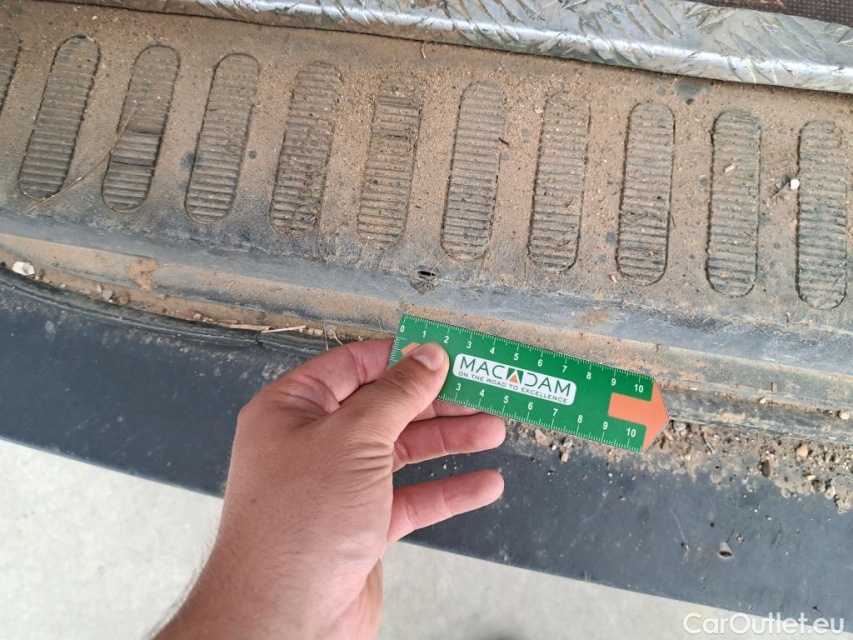 0 1 2 3 4 5 6 7 8 9 10
MACADAM
ON THE ROAD TO EXCELLENCE
3 4 5 6 7 8 9 10
CarOutlet.eu